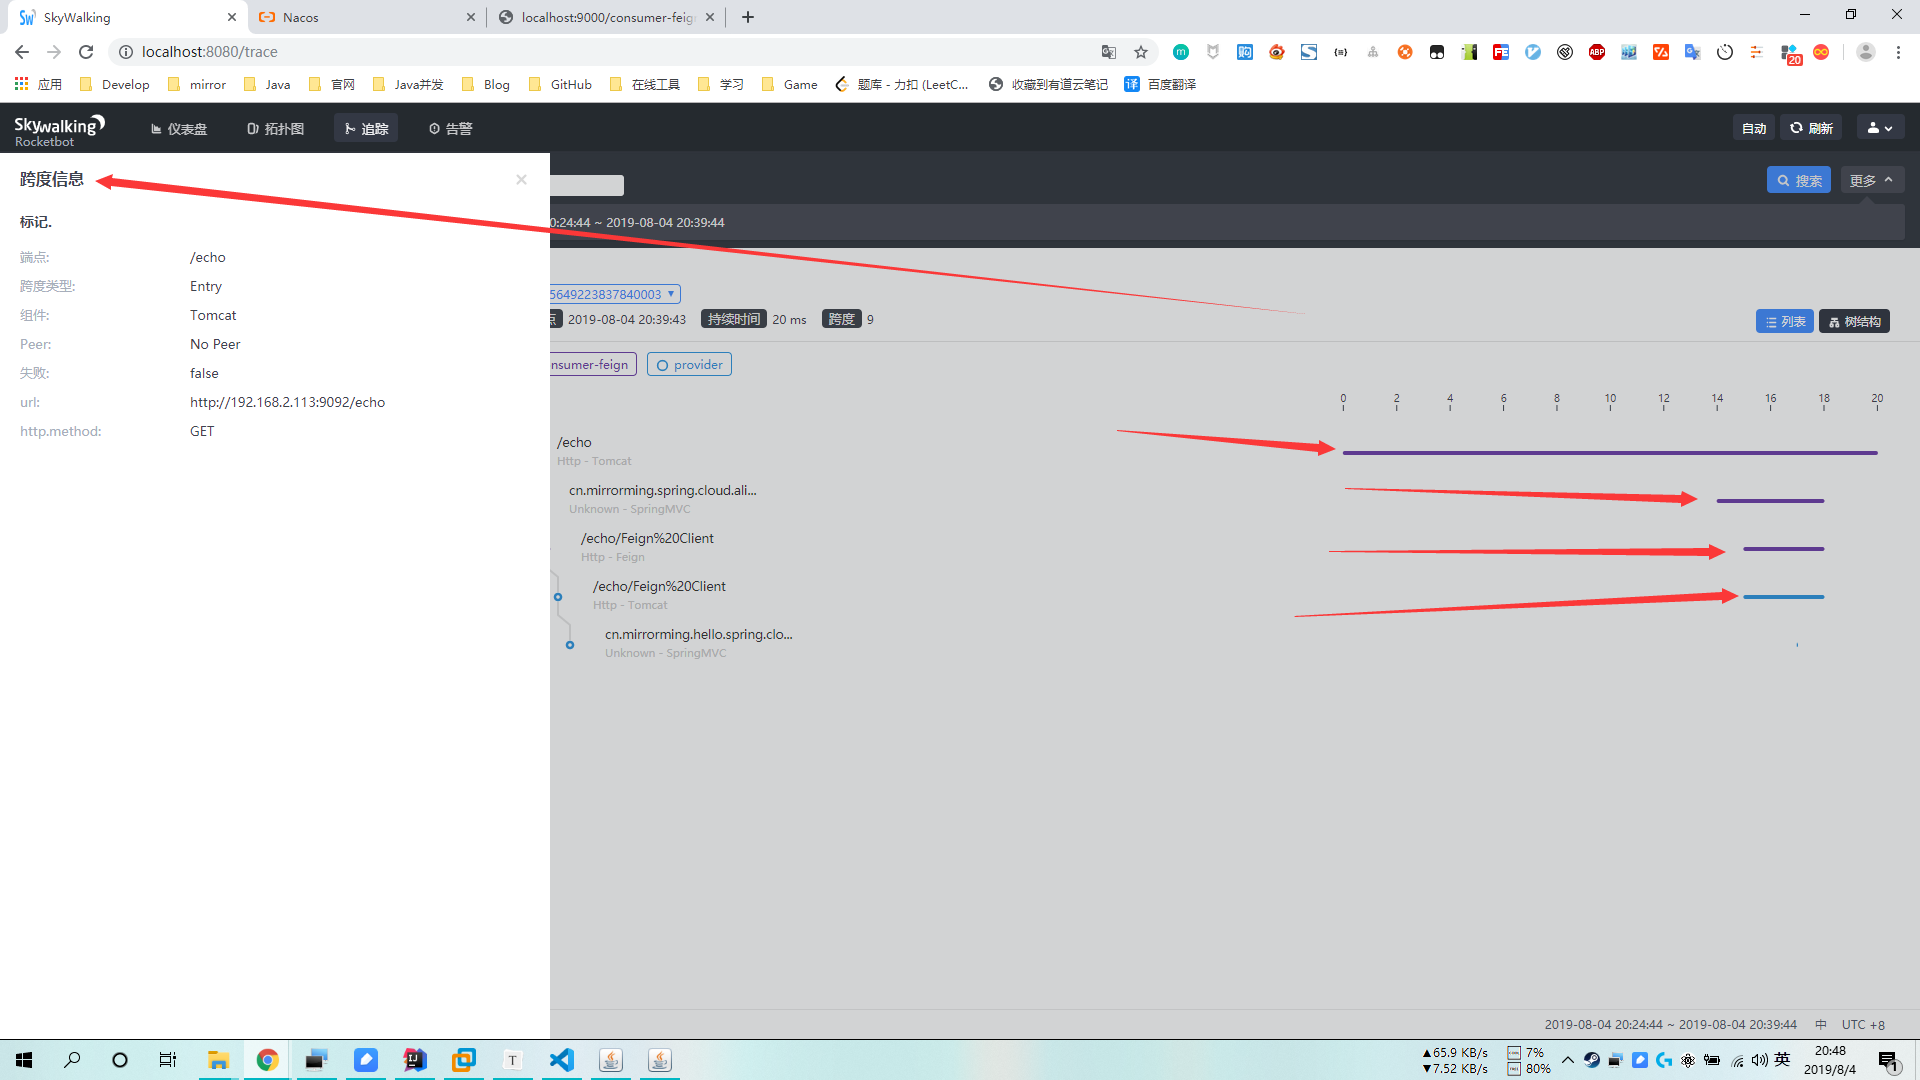 SkyWalking
Nacos
localhost:9000/consumer-feig
localhost:8080/trace
20
应用
Develop
mirror
Java
官网
Java并发
Blog
GitHub
在线工具
学习
Game
题库 - 力扣 (LeetC...
收藏到有道云笔记
译
百度翻译
Skywalking
Rocketbot
仪表盘
拓扑图
追踪
告警
自动
刷新
跨度信息
搜索
更多
标记.
0:24:44 ~ 2019-08-04 20:39:44
端点:
/echo
跨度类型:
Entry
组件:
Tomcat
Peer:
No Peer
失败:
false
url:
http://192.168.2.113:9092/echo
http.method:
GET
5649223837840003
点 2019-08-04 20:39:43 持续时间 20 ms 跨度 9
列表
树结构
nsumer-feign
provider
0 2 4 6 8 10 12 14 16 18 20
/echo
Http - Tomcat
cn.mirrorming.spring.cloud.ali...
Unknown - SpringMVC
/echo/Feign%20Client
Http - Feign
/echo/Feign%20Client
Http - Tomcat
cn.mirrorming.hello.spring.clo...
Unknown - SpringMVC
2019-08-04 20:24:44 ~ 2019-08-04 20:39:44 中 UTC +8
▲65.9 KB/s
▼7.52 KB/s
7%
80%
英
20:48
2019/8/4
1